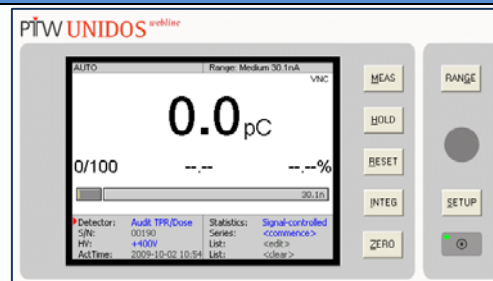 PTW UNIDOS webline
AUTO Range: Medium 30.1nA
VNC
0.0 pC
0/100 --.-- --.--%
30.1n
Detector: Audit TPR/Dose Statistics: Signal-controlled
S/N: 00190 Series: <commence>
HV: +400V List: <edit>
ActTime: 2009-10-02 10:54 List: <clear>
MEAS
HOLD
RESET
INTEG
ZERO
RANGE
SETUP